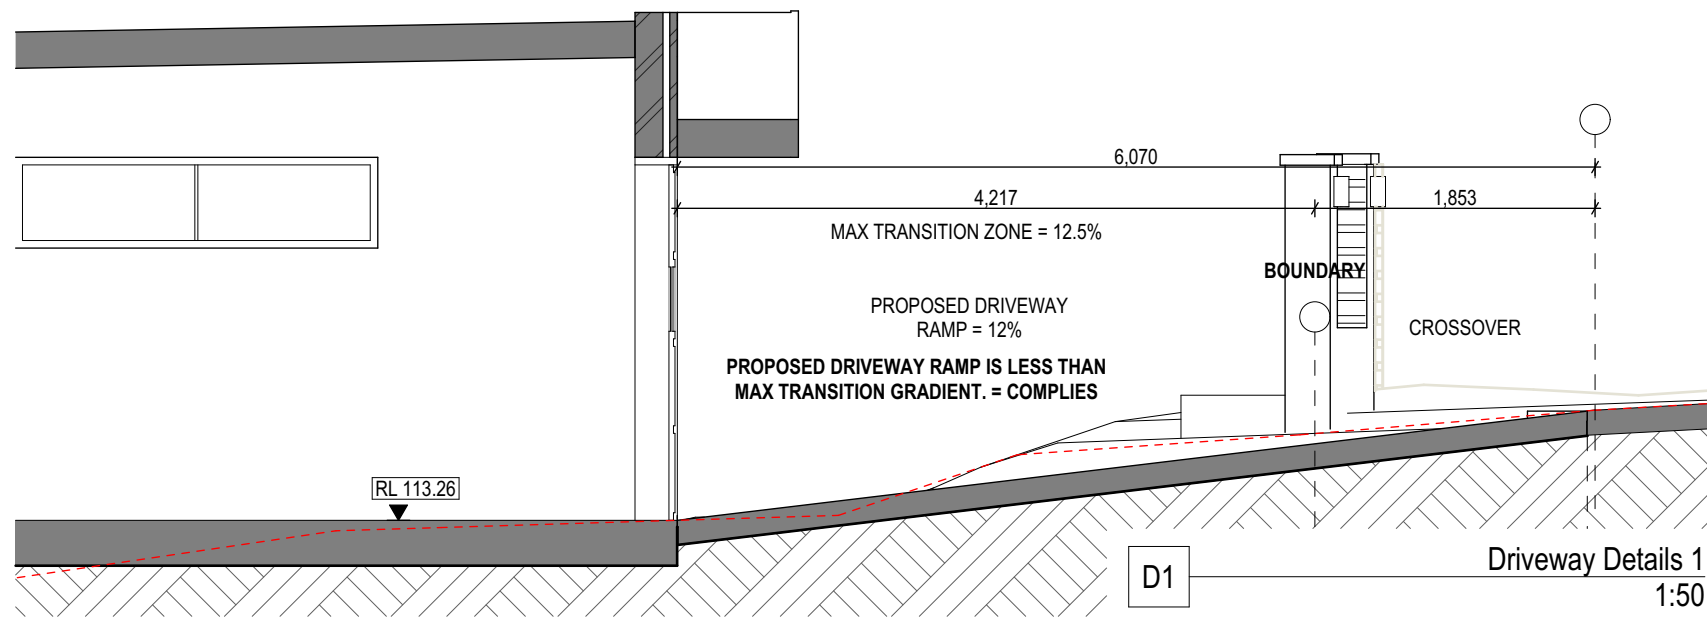 6,070
4,217
1,853
MAX TRANSITION ZONE = 12.5%
BOUNDARY
PROPOSED DRIVEWAY
RAMP = 12%
CROSSOVER
PROPOSED DRIVEWAY RAMP IS LESS THAN
MAX TRANSITION GRADIENT. = COMPLIES
RL 113.26
D1
Driveway Details 1
1:50